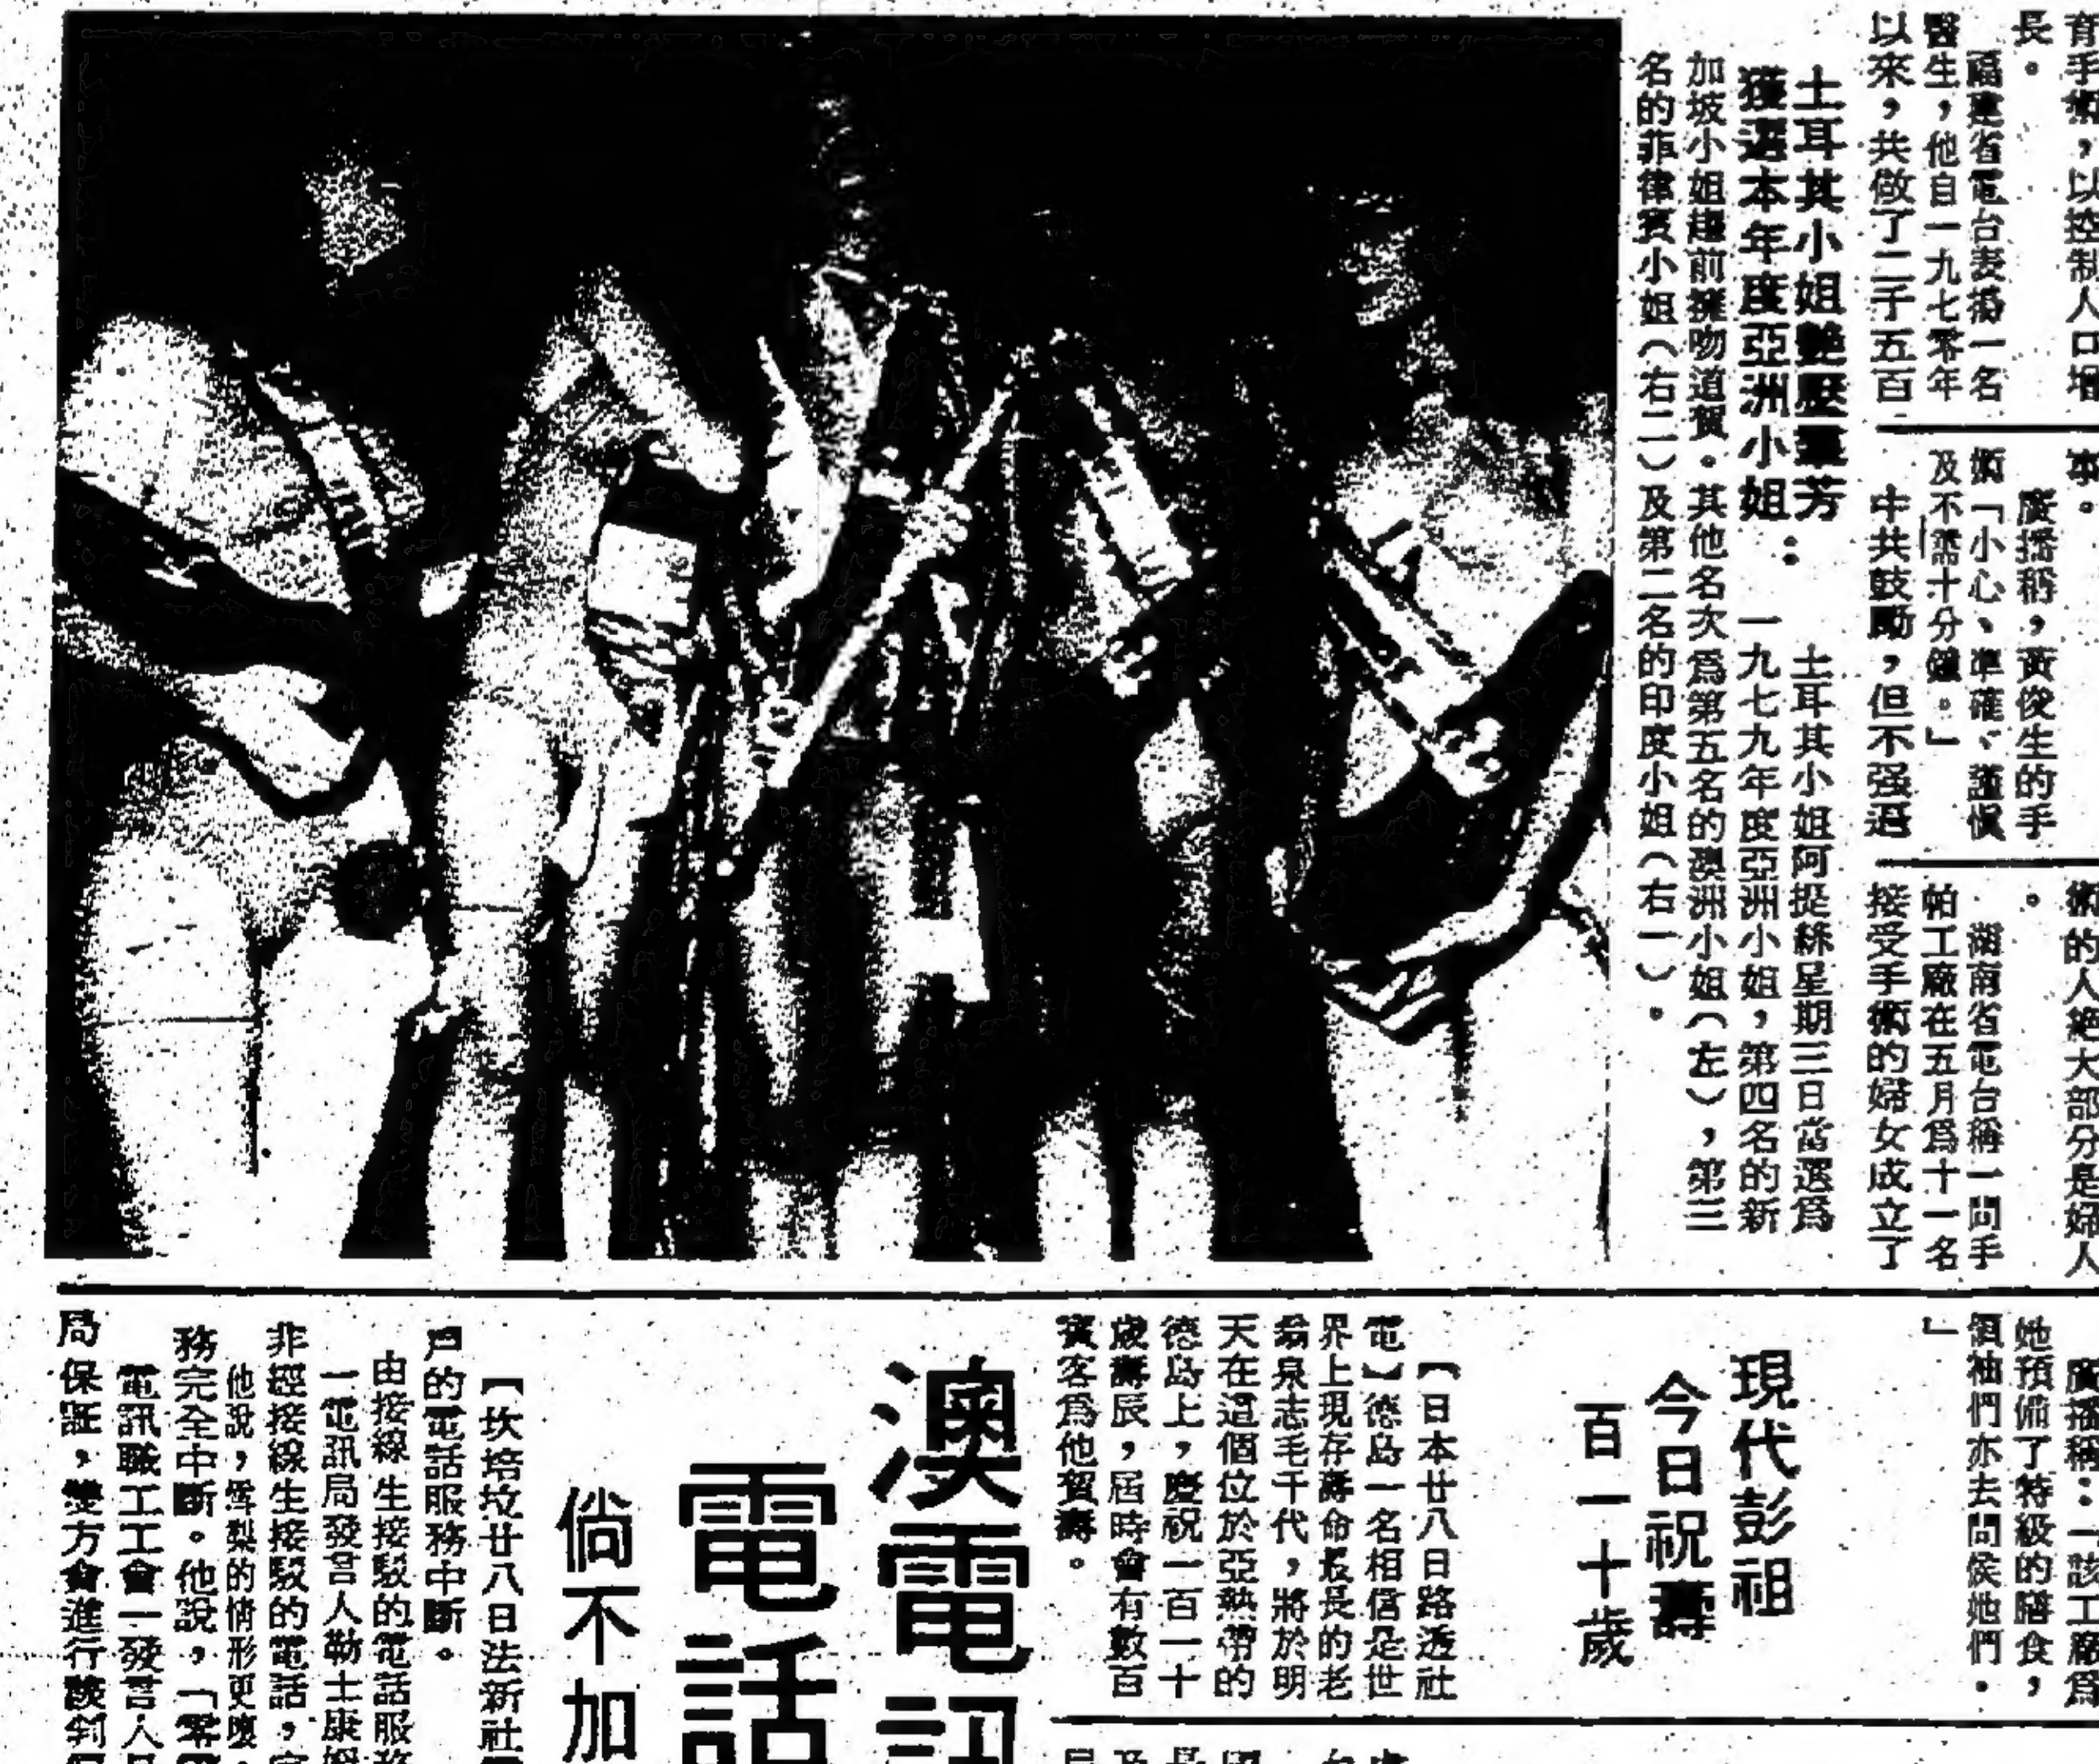 育手術，以控制人口增
長。
福建省電台表揚一名
醫生，他自一九七零年
以來，共做了二千五百
廣播稱，黃俊生的手
術「小心、準確、謹慎
及不需十分鐘。」
中共鼓勵，但不强迫
術的人絕大部分是婦人
。
湖南省電台稱一間手
帕工廠在五月爲十一名
接受手術的婦女成立了
土耳其小姐艷壓羣芳
獲選本年度亞洲小姐：
土耳其小姐阿提絲星期三日當選爲
一九七九年度亞洲小姐，第四名的新
加坡小姐趨前擁吻道賀。其他名次爲第五名的澳洲小姐（左），第三
名的菲律賓小姐（右二）及第二名的印度小姐（右一）。
廣播稱：「該工廠爲
她預備了特級的膳食，
領袖們亦去問候她們。
」
現代彭祖
今日祝壽
百一十歲
【日本廿八日路透社
電】德島一名相信是世
界上現存壽命最長的老
翁泉志毛千代，將於明
天在這個位於亞熱帶的
德島上，慶祝一百一十
歲壽辰，屆時會有數百
賓客爲他賀壽。
澳電訊
電話
倘不加
【坎培坟廿八日法新社
戶的電話服務中斷。
由接線生接駁的電話服務
一電訊局發言人勒士康
非經接線生接駁的電話，
他說，雪梨的情形更壞，
務完全中斷。他說，「
電訊職工工會一發言人
局保証，雙方會進行談判